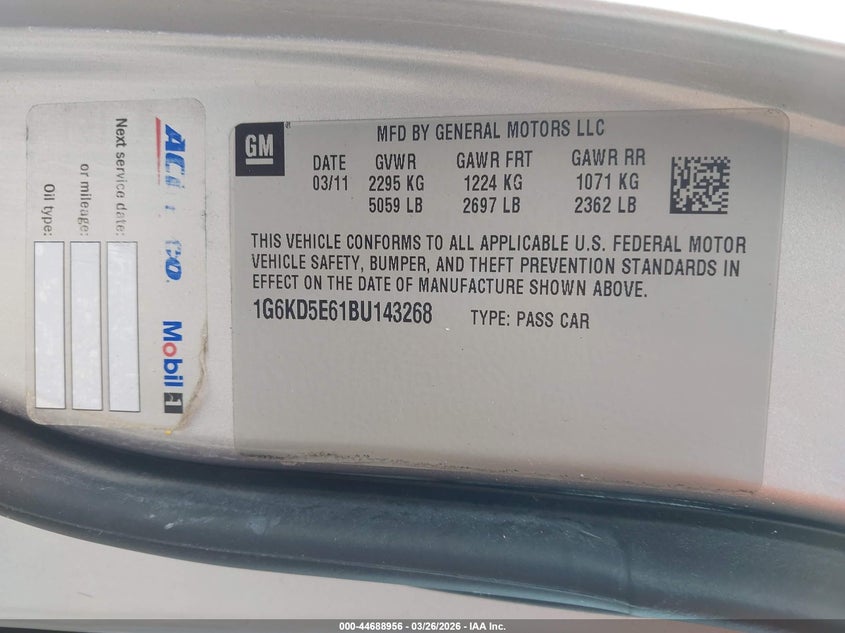 GM
MFD BY GENERAL MOTORS LLC
DATE GVWR GAWR FRT GAWR RR
03/11 2295 KG 1224 KG 1071 KG
5059 LB 2697 LB 2362 LB
THIS VEHICLE CONFORMS TO ALL APPLICABLE U.S. FEDERAL MOTOR
VEHICLE SAFETY, BUMPER, AND THEFT PREVENTION STANDARDS IN
EFFECT ON THE DATE OF MANUFACTURE SHOWN ABOVE.
1G6KD5E61BU143268 TYPE: PASS CAR
Mobil 1
Next service date:
or mileage:
Oil type:
000-44688956 — 03/26/2026 — IAA Inc.